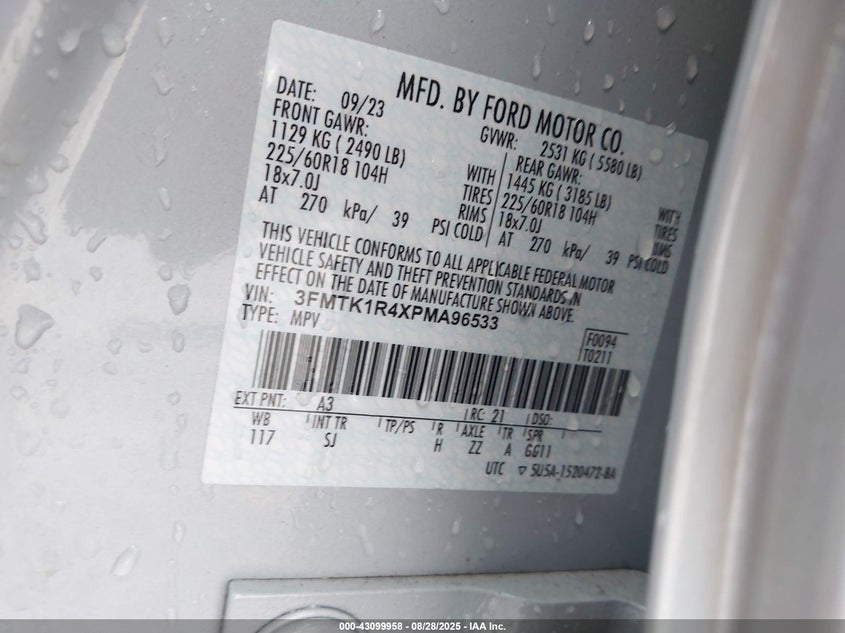 MFD. BY FORD MOTOR CO.
DATE: 09/23
GVWR: 2531 KG ( 5580 LB)
FRONT GAWR:
1129 KG ( 2490 LB)
225/60R18 104H
18x7.0J
AT 270 kPa/ 39
WITH
TIRES
RIMS
PSI COLD
REAR GAWR:
1445 KG ( 3185 LB)
225/60R18 104H
18x7.0J
AT 270 kPa/ 39
WITH
TIRES
RIMS
PSI COLD
THIS VEHICLE CONFORMS TO ALL APPLICABLE FEDERAL MOTOR
VEHICLE SAFETY AND THEFT PREVENTION STANDARDS IN
EFFECT ON THE DATE OF MANUFACTURE SHOWN ABOVE.
VIN: 3FMTK1R4XPMA96533
TYPE: MPV
F0094
T0211
EXT PNT: A3 RC: 21 DSO:
WB INT TR TP/PS R AXLE TR SPR
117 SJ H ZZ A GG11
UTC ▽ 5U5A-1520472-BA
000-43099958 - 08/28/2025 - IAA Inc.